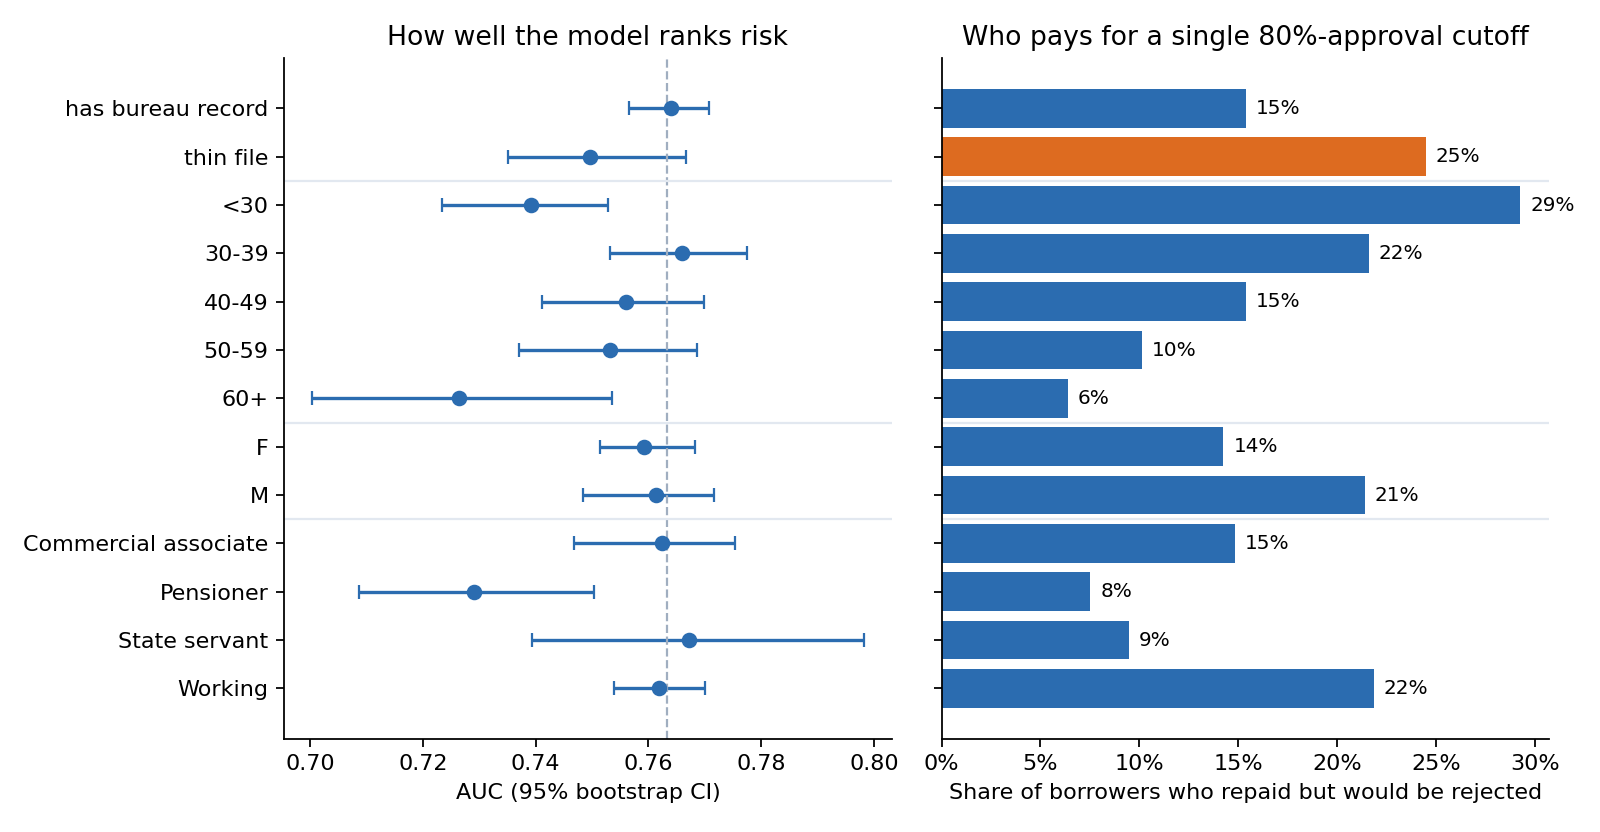 How well the model ranks risk
has bureau record
thin file
<30
30-39
40-49
50-59
60+
F
M
Commercial associate
Pensioner
State servant
Working
0.70 0.72 0.74 0.76 0.78 0.80
AUC (95% bootstrap CI)
Who pays for a single 80%-approval cutoff
15%
25%
29%
22%
15%
10%
6%
14%
21%
15%
8%
9%
22%
0% 5% 10% 15% 20% 25% 30%
Share of borrowers who repaid but would be rejected